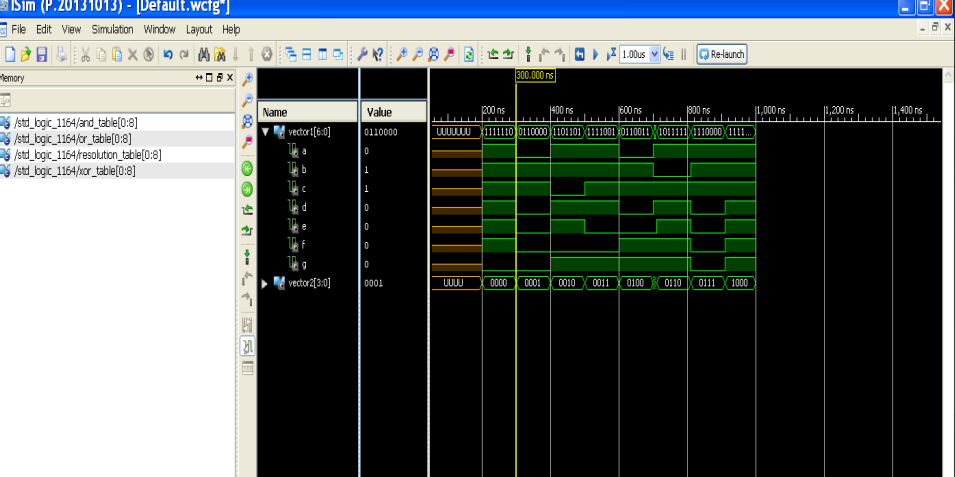 ISim (P.20131013) - [Default.wcfg*]
File Edit View Simulation Window Layout Help
1.00us Re-launch
Memory
/std_logic_1164/and_table[0:8]
/std_logic_1164/or_table[0:8]
/std_logic_1164/resolution_table[0:8]
/std_logic_1164/xor_table[0:8]
300.000 ns
Name Value 200 ns 400 ns 600 ns 800 ns 1,000 ns 1,200 ns 1,400 ns
vector1[6:0] 0110000 UUUUUUU 1111110 0110000 1101101 1111001 0110011 1011111 1110000 1111...
a 0
b 1
c 1
d 0
e 0
f 0
g 0
vector2[3:0] 0001 UUUU 0000 0001 0010 0011 0100 0110 0111 1000